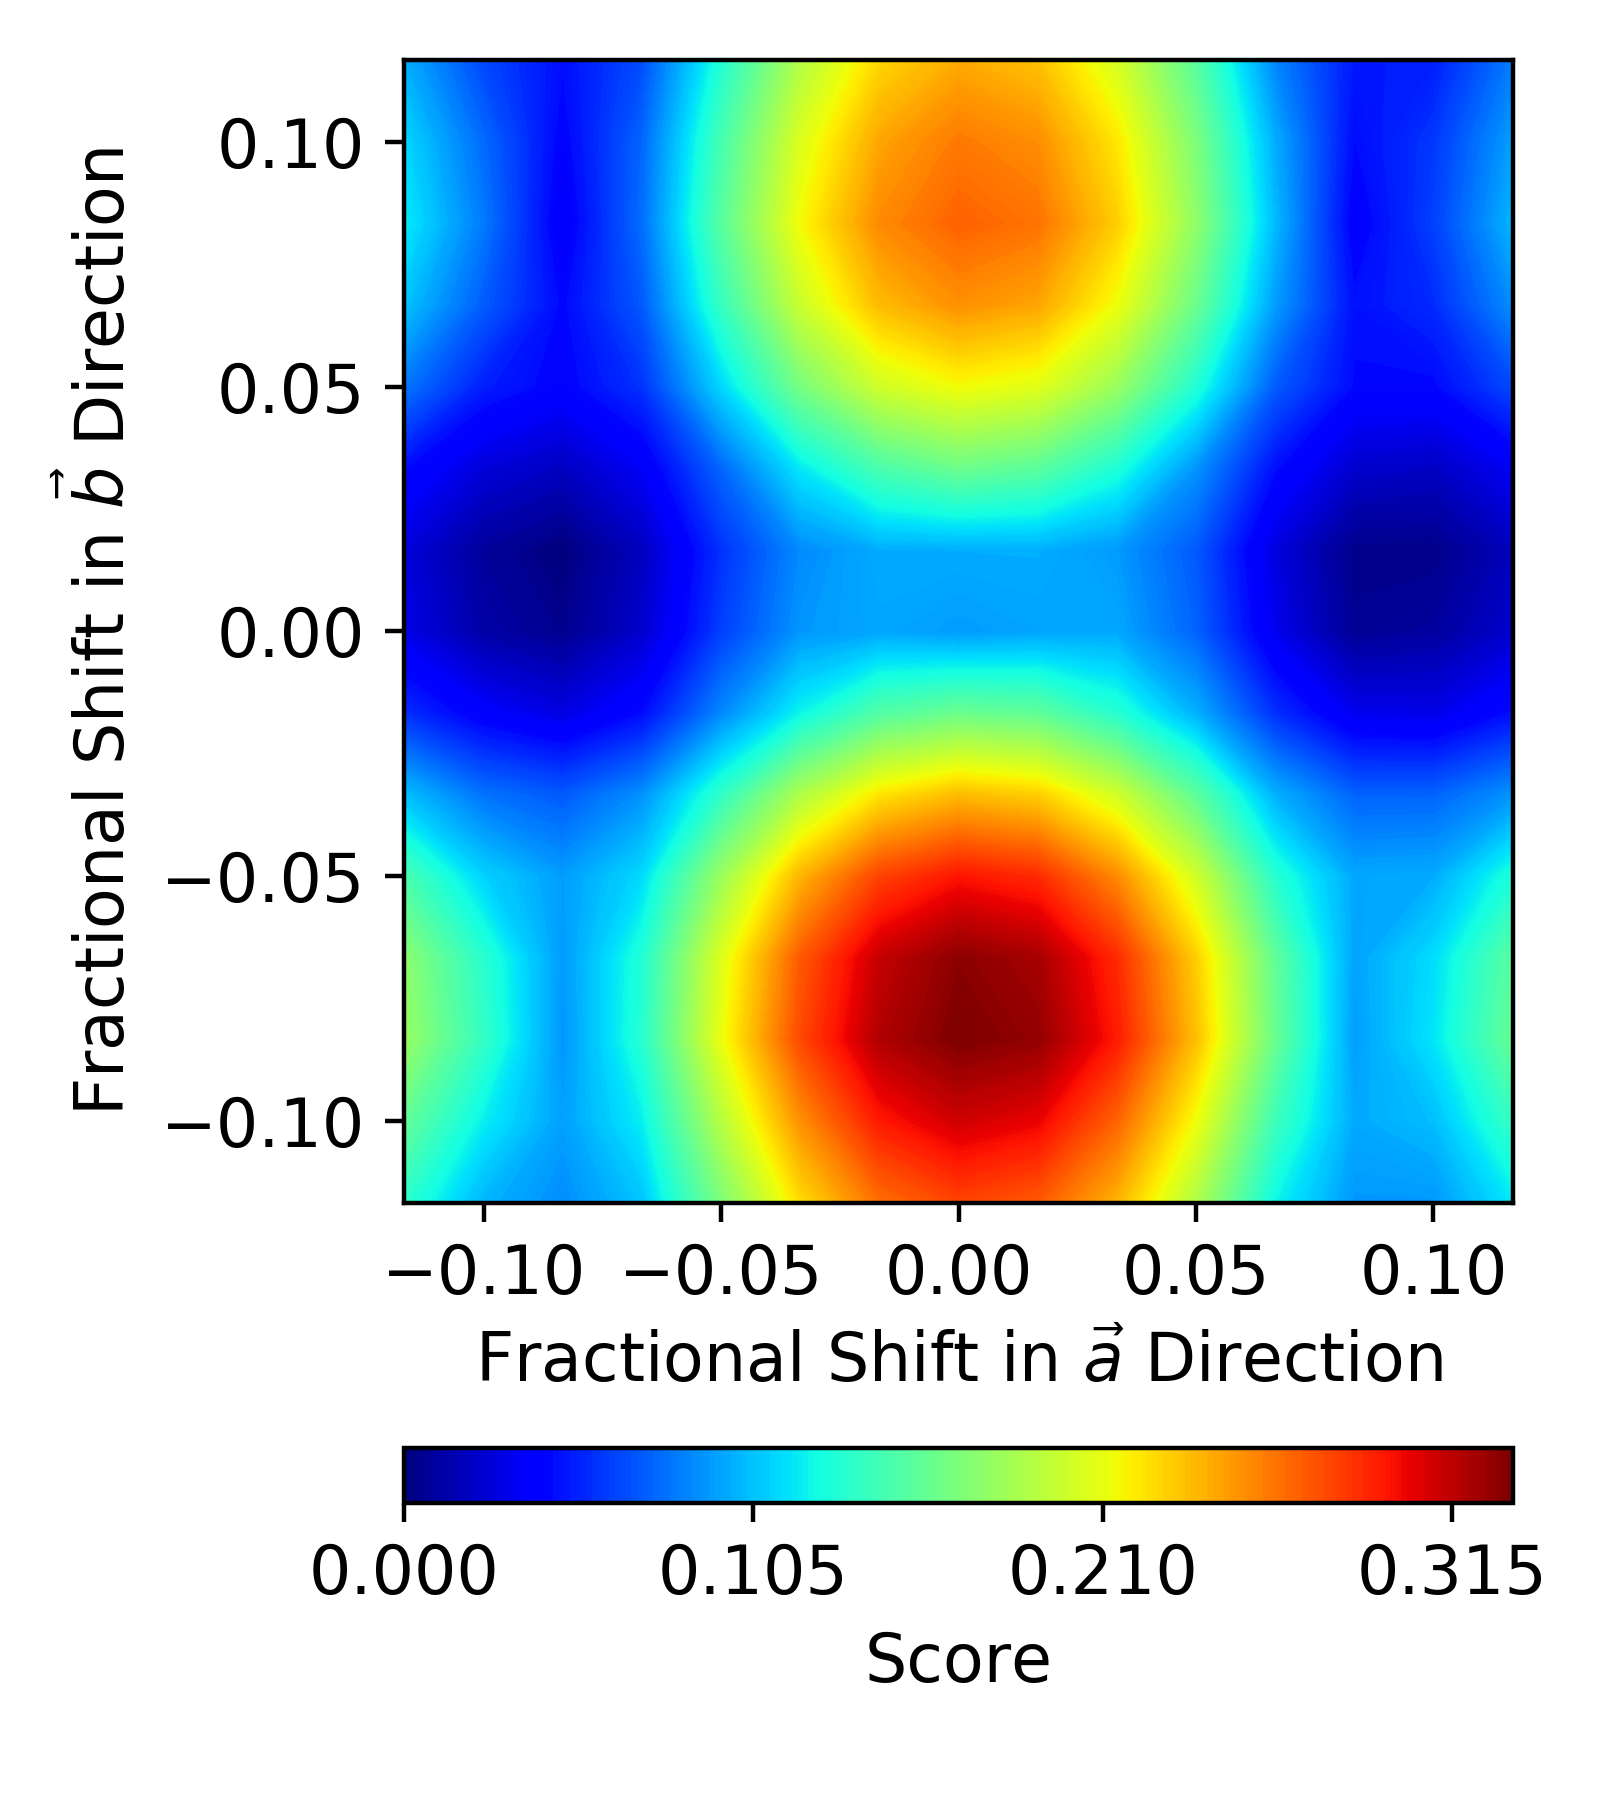 0.10
0.05
0.00
−0.05
−0.10
Fractional Shift in b⃗ Direction
−0.10 −0.05 0.00 0.05 0.10
Fractional Shift in a⃗ Direction
0.000 0.105 0.210 0.315
Score